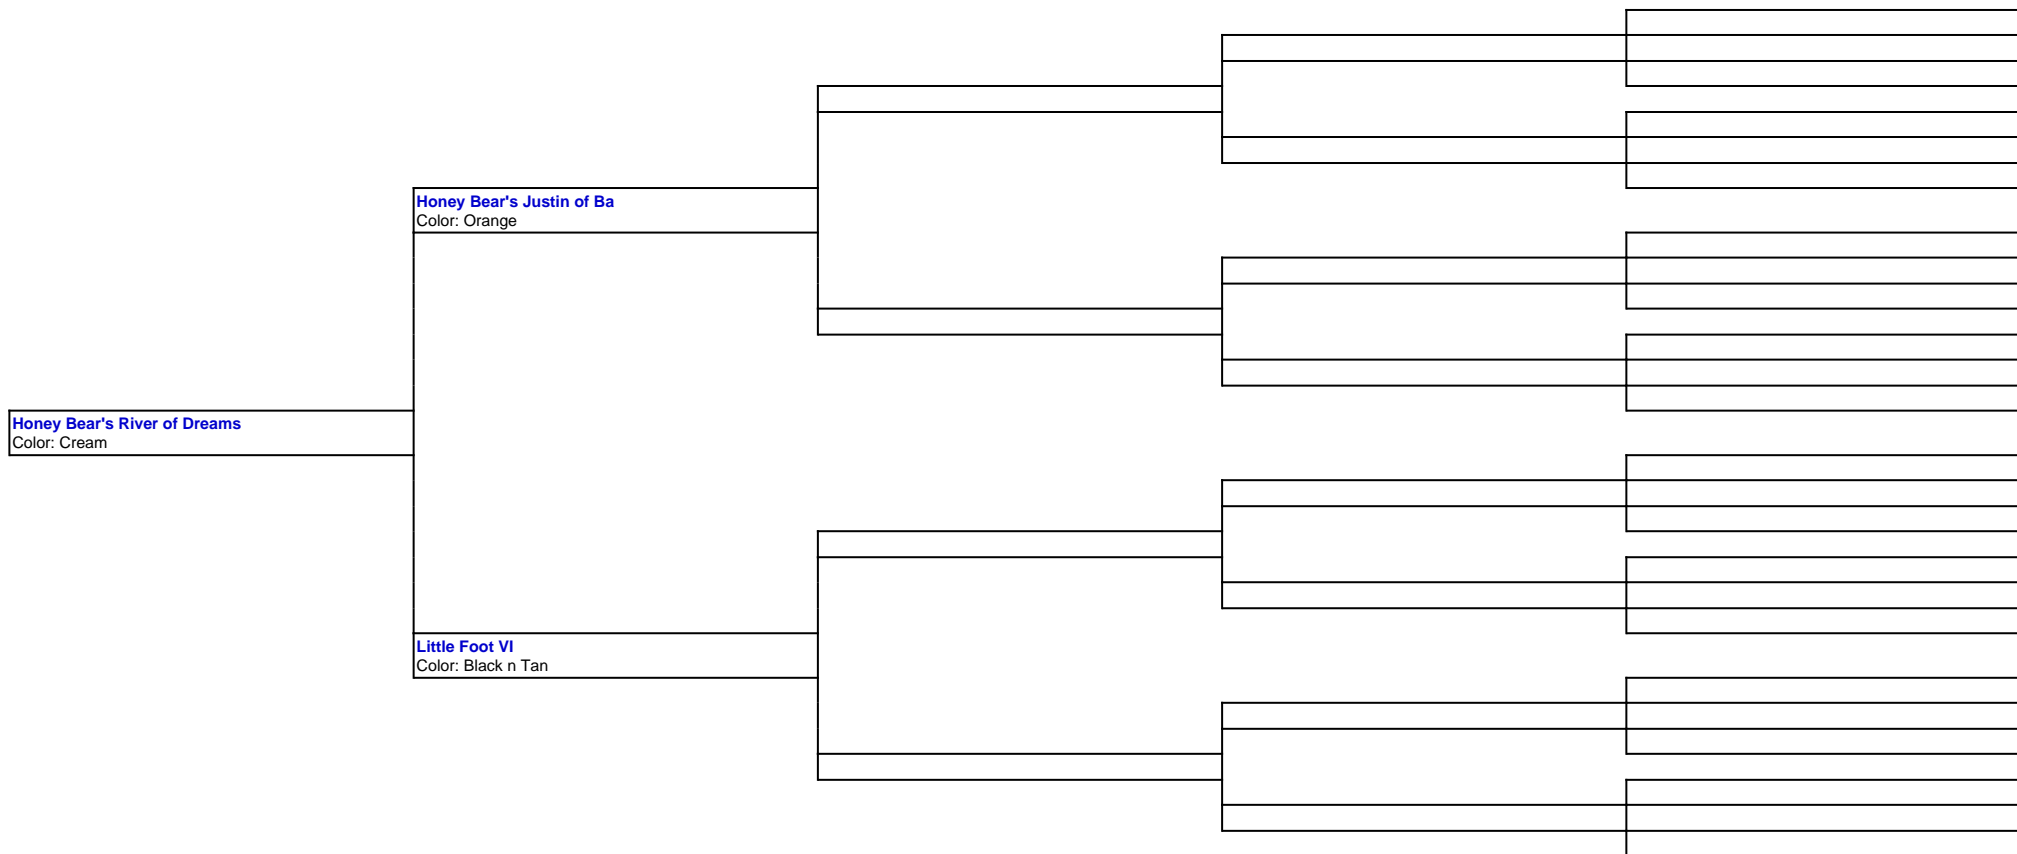 Honey Bear's Justin of Ba
Color: Orange
Honey Bear's River of Dreams
Color: Cream
Little Foot VI
Color: Black n Tan